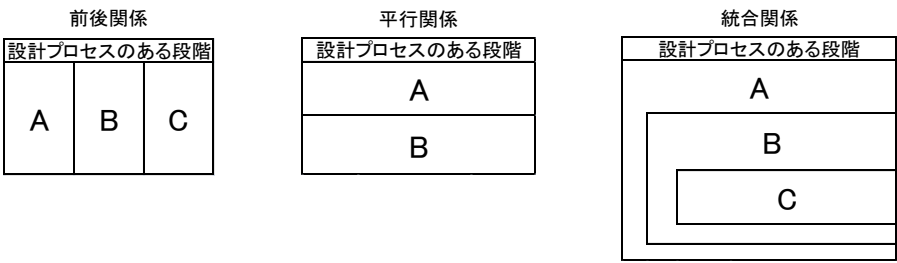 前後関係
設計プロセスのある段階
A B C
平行関係
設計プロセスのある段階
A
B
統合関係
設計プロセスのある段階
A
B
C